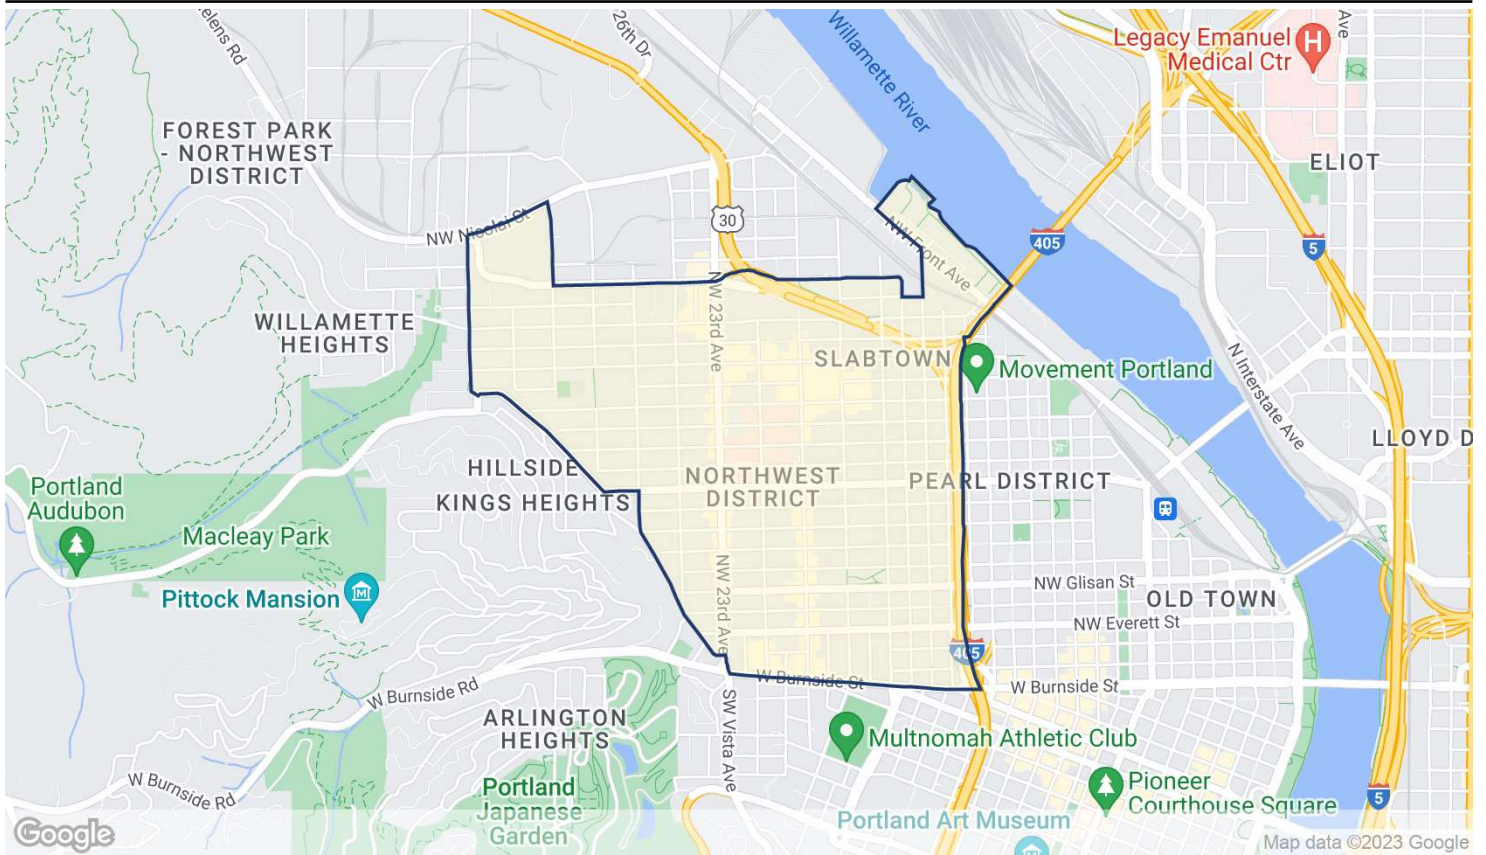 elens Rd
26th Dr
Willamette River
Legacy Emanuel
Medical Ctr
H
Ave
FOREST PARK
- NORTHWEST
DISTRICT
ELIOT
30
NW Nicolai St
NW Front Ave
405
5
NW 23rd Ave
WILLAMETTE
HEIGHTS
SLABTOWN
Movement Portland
N Interstate Ave
LLOYD D
HILLSIDE
KINGS HEIGHTS
NORTHWEST
DISTRICT
PEARL DISTRICT
Portland
Audubon
Macleay Park
Pittock Mansion
M
NW 23rd Ave
NW Glisan St
OLD TOWN
NW Everett St
405
W Burnside St
W Burnside St
W Burnside Rd
SW Vista Ave
ARLINGTON
HEIGHTS
Multnomah Athletic Club
W Burnside Rd
Portland
Japanese
Garden
Pioneer
Courthouse Square
5
Portland Art Museum
Google
Map data ©2023 Google